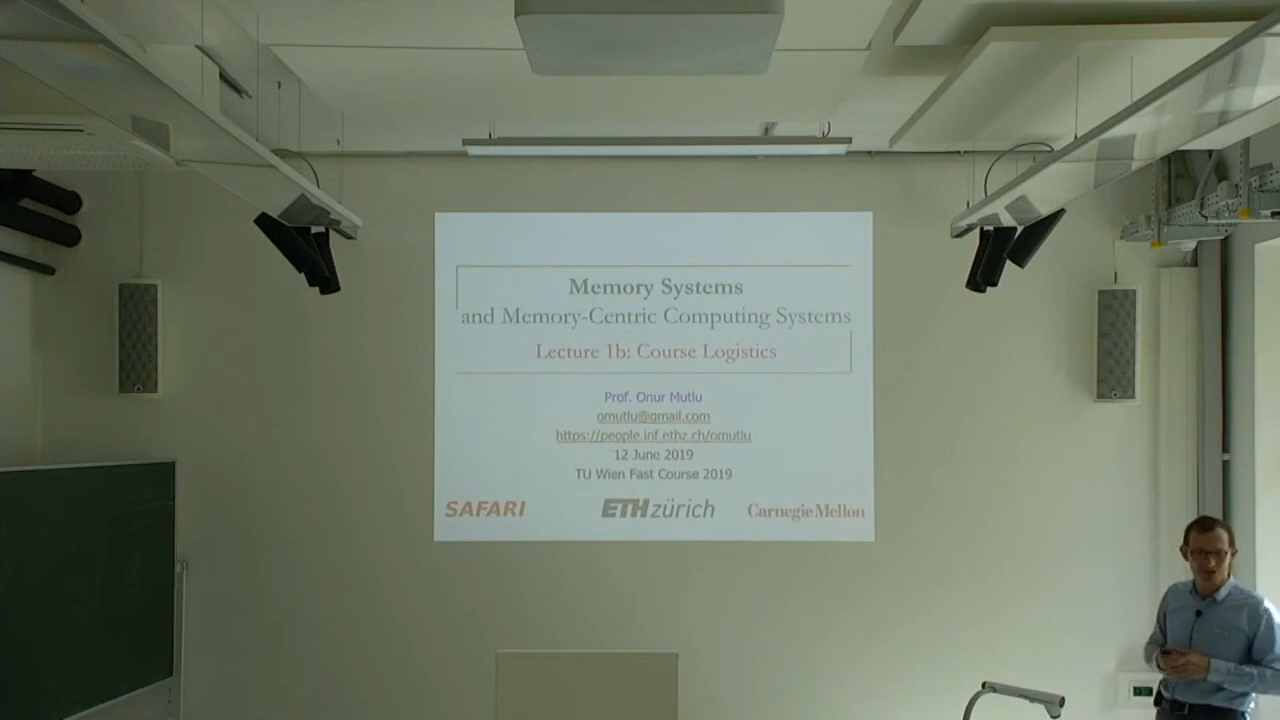 Memory Systems
and Memory-Centric Computing Systems
Lecture 1b: Course Logistics
Prof. Onur Mutlu
omutlu@gmail.com
https://people.inf.ethz.ch/omutlu
12 June 2019
TU Wien Fast Course 2019
SAFARI ETH zürich Carnegie Mellon